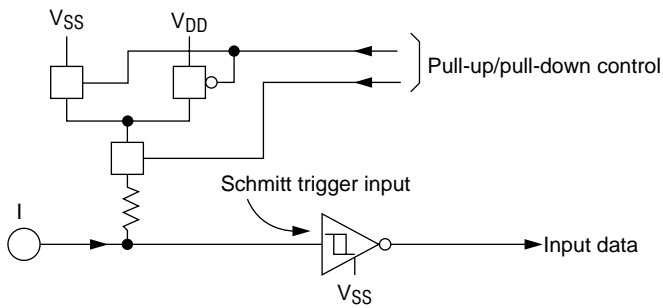 VSS
VDD
Pull-up/pull-down control
Schmitt trigger input
I
Input data
VSS